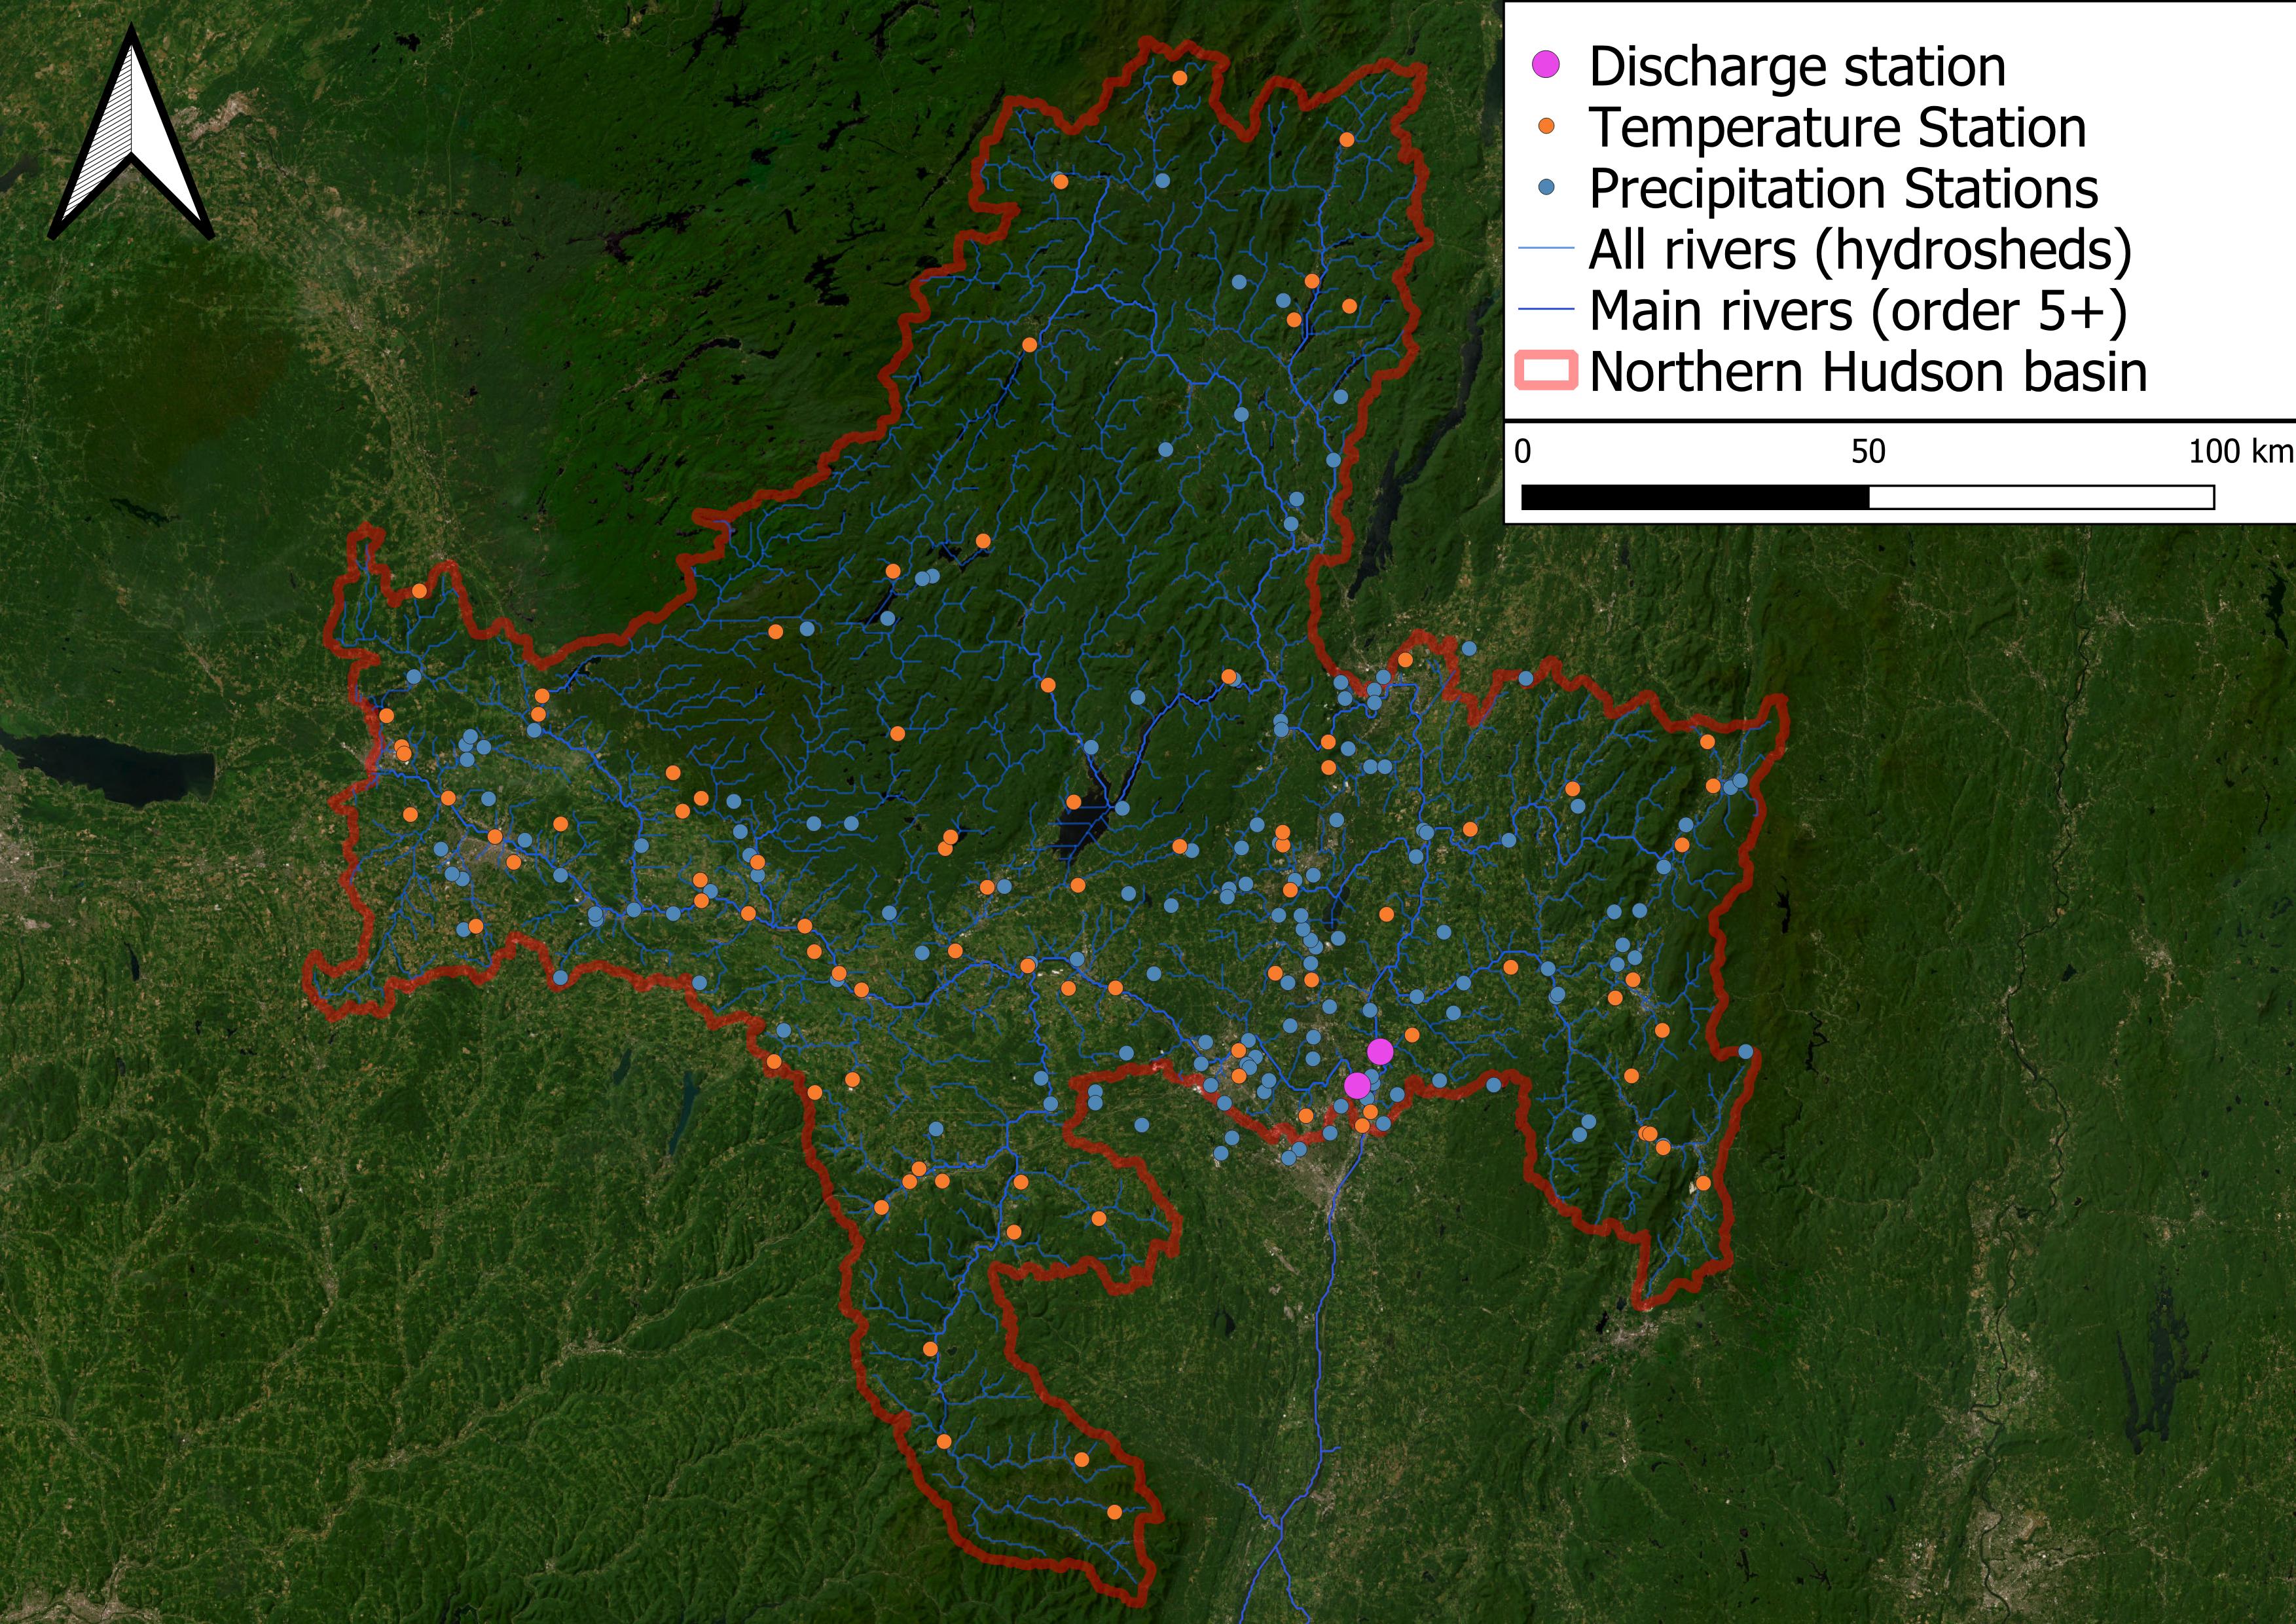 Discharge station
Temperature Station
Precipitation Stations
All rivers (hydrosheds)
Main rivers (order 5+)
Northern Hudson basin
0 50 100 km